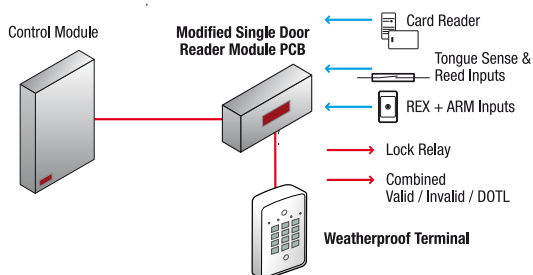 Control Module
Modified Single Door
Reader Module PCB
Card Reader
Tongue Sense &
Reed Inputs
REX + ARM Inputs
Lock Relay
Combined
Valid / Invalid / DOTL
Weatherproof Terminal